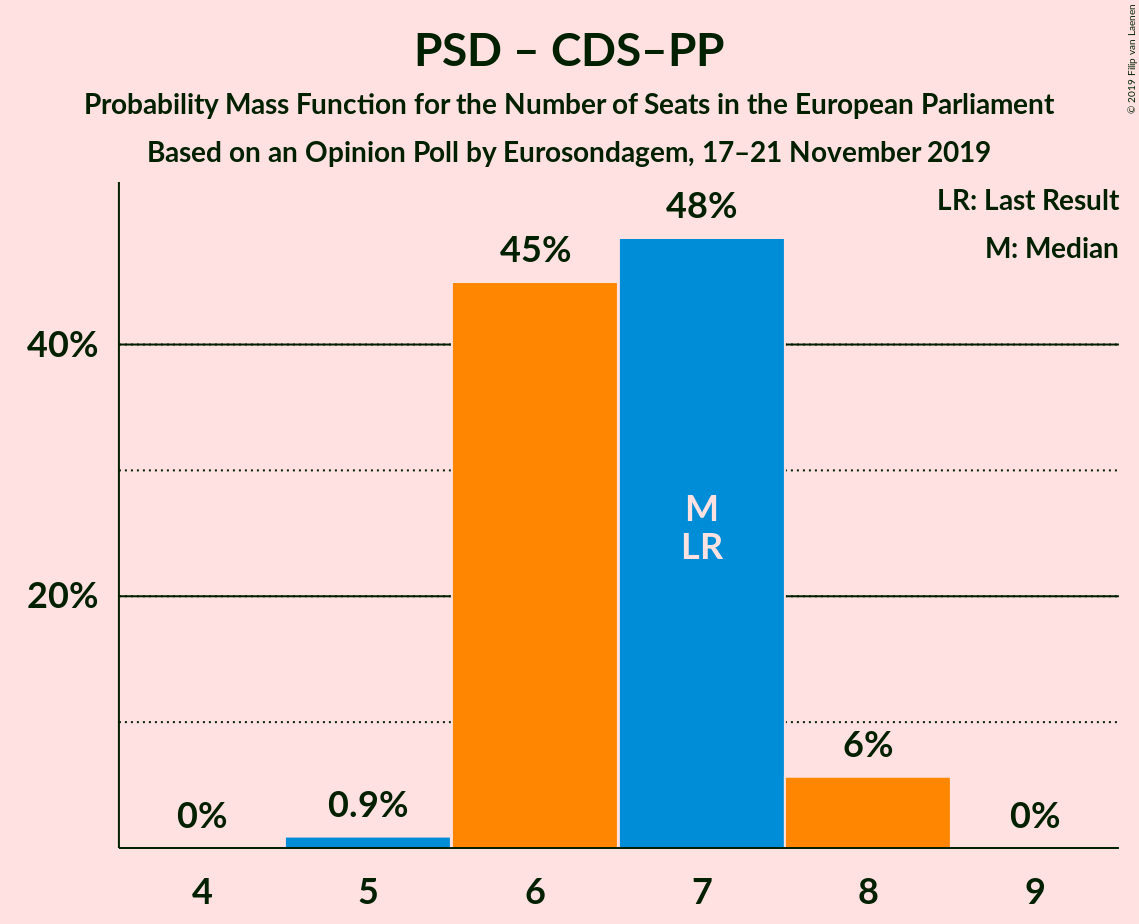 PSD – CDS–PP
Probability Mass Function for the Number of Seats in the European Parliament
Based on an Opinion Poll by Eurosondagem, 17–21 November 2019
© 2019 Filip van Laenen
LR: Last Result
M: Median
48%
45%
40%
M
LR
20%
6%
0.9%
0%
0%
4 5 6 7 8 9